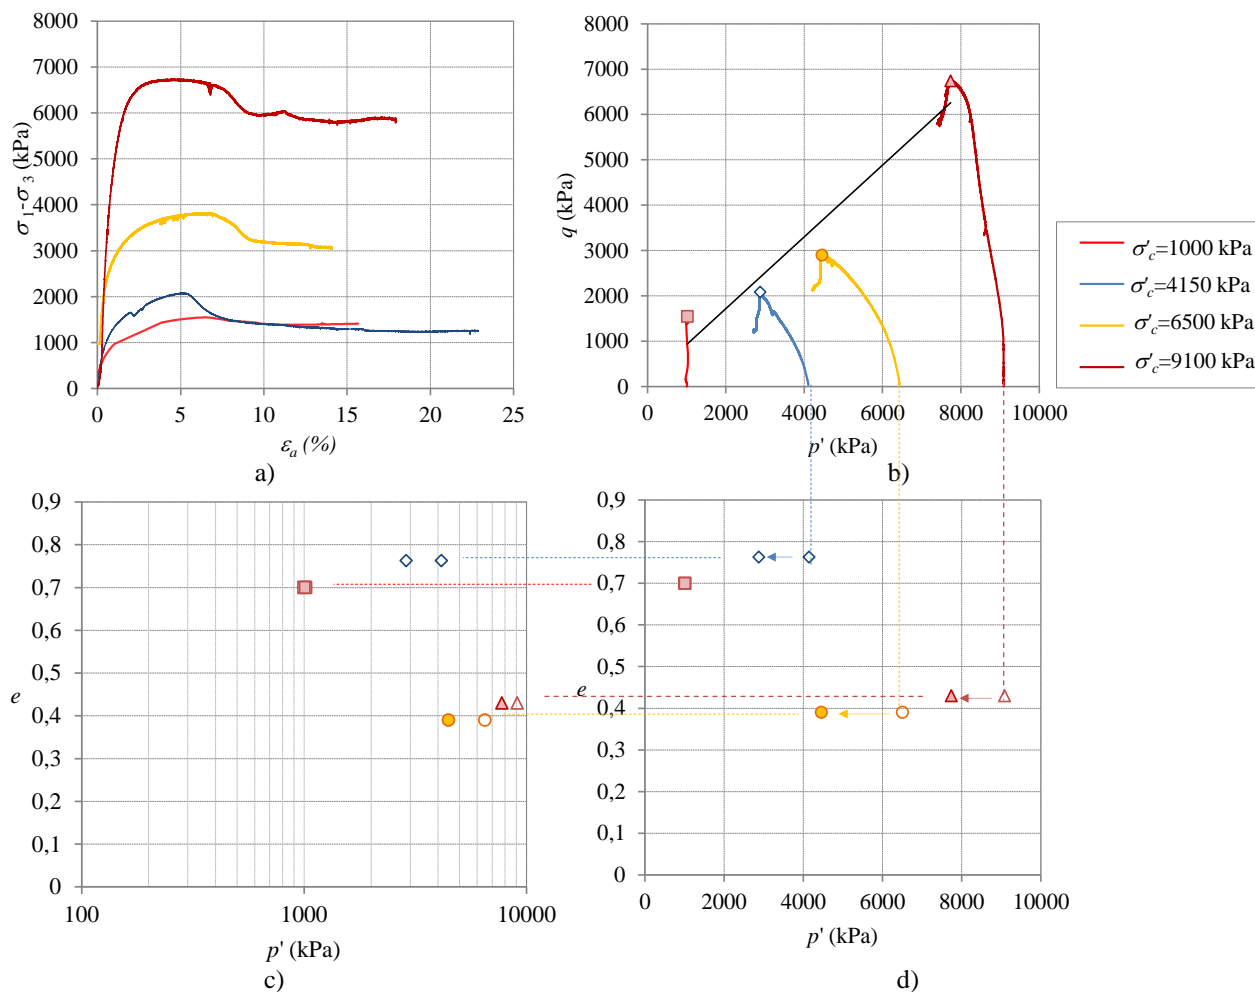 8000
7000
6000
5000
4000
3000
2000
1000
0
σ₁-σ₃ (kPa)
0 5 10 15 20 25
εₐ (%)
a)
8000
7000
6000
5000
4000
3000
2000
1000
0
q (kPa)
0 2000 4000 6000 8000 10000
p' (kPa)
b)
σ'c=1000 kPa
σ'c=4150 kPa
σ'c=6500 kPa
σ'c=9100 kPa
0,9
0,8
0,7
0,6
0,5
0,4
0,3
0,2
0,1
0
e
100 1000 10000
p' (kPa)
c)
0,9
0,8
0,7
0,6
0,5
0,4
0,3
0,2
0,1
0
e
0 2000 4000 6000 8000 10000
p' (kPa)
d)